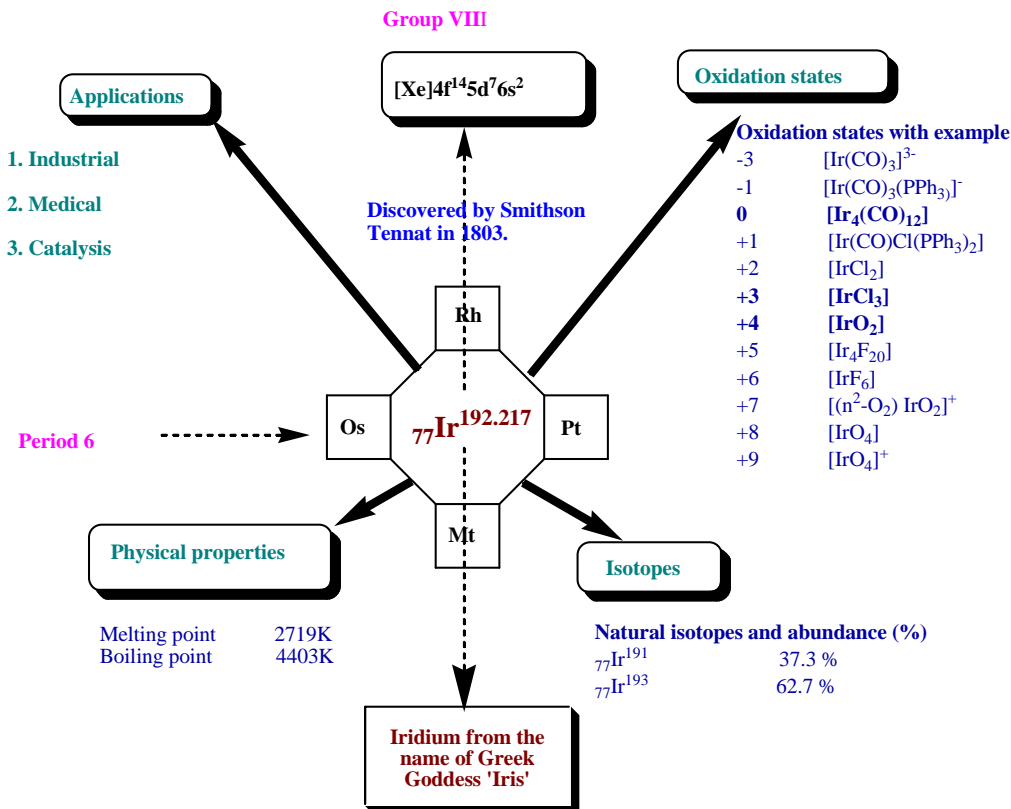 Group VIII
Applications
[Xe]4f¹⁴5d⁷6s²
Oxidation states
1. Industrial
2. Medical
3. Catalysis
Discovered by Smithson
Tennat in 1803.
Oxidation states with example
-3 [Ir(CO)₃]³⁻
-1 [Ir(CO)₃(PPh₃)]⁻
0 [Ir₄(CO)₁₂]
+1 [Ir(CO)Cl(PPh₃)₂]
+2 [IrCl₂]
+3 [IrCl₃]
+4 [IrO₂]
+5 [Ir₄F₂₀]
+6 [IrF₆]
+7 [(n²-O₂) IrO₂]⁺
+8 [IrO₄]
+9 [IrO₄]⁺
Rh
Period 6
Os
₇₇Ir¹⁹²·²¹⁷
Pt
Mt
Physical properties
Melting point 2719K
Boiling point 4403K
Isotopes
Natural isotopes and abundance (%)
₇₇Ir¹⁹¹ 37.3 %
₇₇Ir¹⁹³ 62.7 %
Iridium from the
name of Greek
Goddess 'Iris'